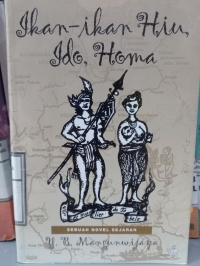 Ikan-ikan Hiu,
Ido, Homa
SEBUAH NOVEL SEJARAH
Y. B. Mangunwijaya